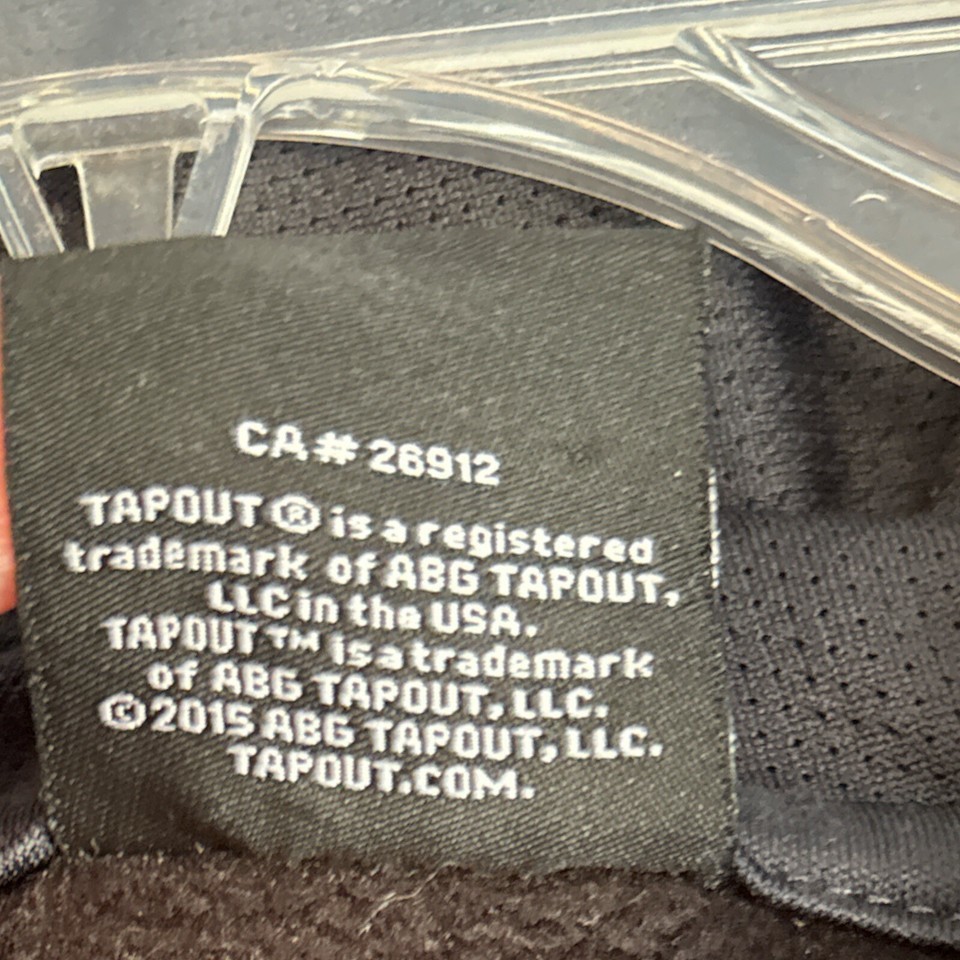 CA# 26912
TAPOUT® is a registered
trademark of ABG TAPOUT,
LLC in the USA.
TAPOUT™ is a trademark
of ABG TAPOUT, LLC.
©2015 ABG TAPOUT, LLC.
TAPOUT.COM.